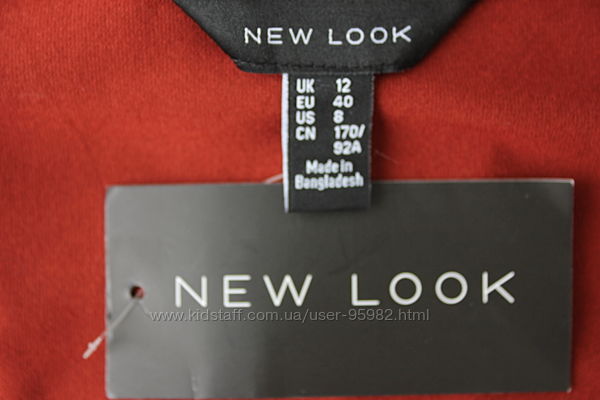 NEW LOOK
UK 12
EU 40
US 8
CN 170/
92A
Made in
Bangladesh
NEW LOOK
www.kidstaff.com.ua/user-95982.html